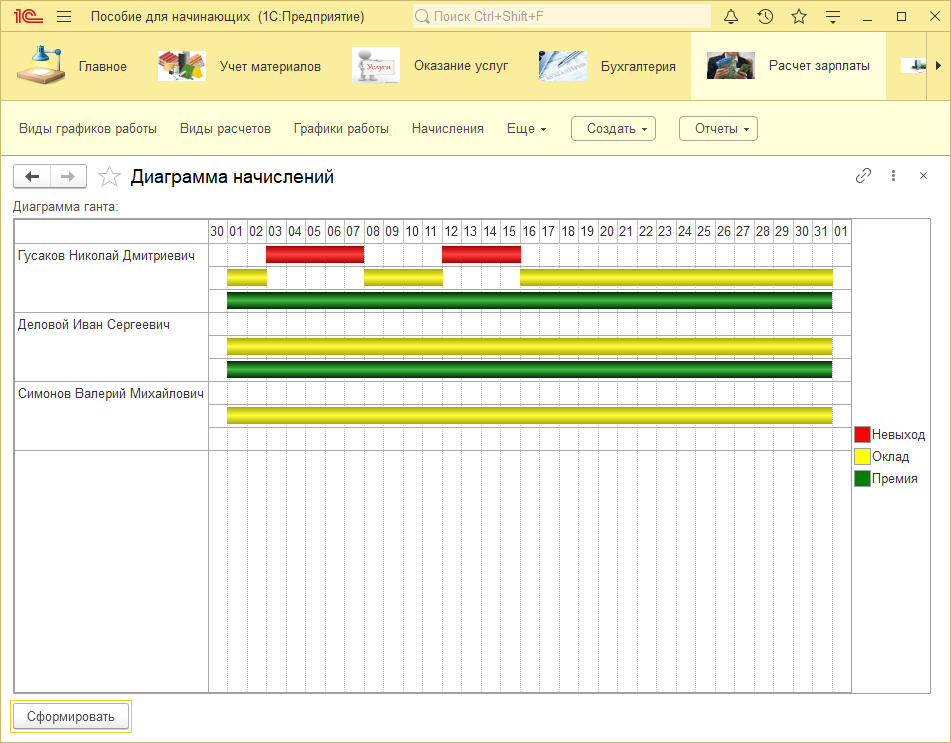 1С Пособие для начинающих (1С:Предприятие) Поиск Ctrl+Shift+F
Главное Учет материалов Услуги Оказание услуг Бухгалтерия Расчет зарплаты
Виды графиков работы Виды расчетов Графики работы Начисления Еще Создать Отчеты
Диаграмма начислений
Диаграмма ганта:
30 01 02 03 04 05 06 07 08 09 10 11 12 13 14 15 16 17 18 19 20 21 22 23 24 25 26 27 28 29 30 31 01
Гусаков Николай Дмитриевич
Деловой Иван Сергеевич
Симонов Валерий Михайлович
Невыход
Оклад
Премия
Сформировать